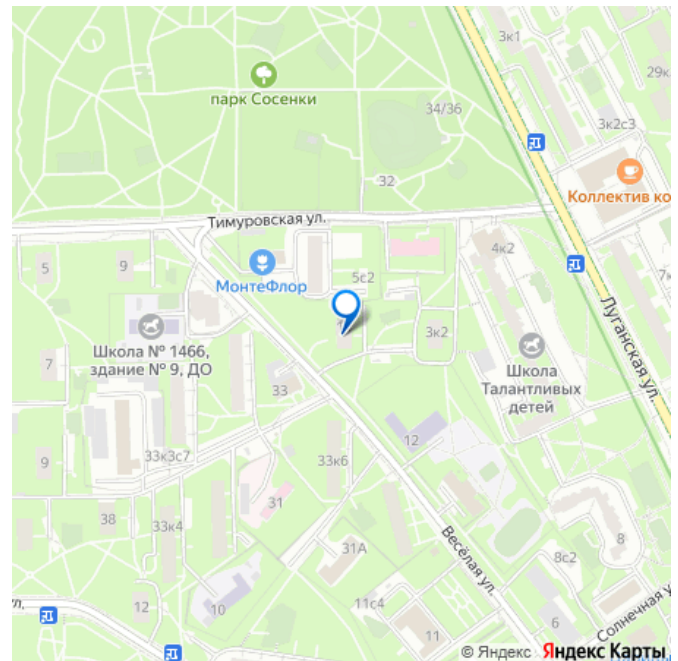 3к1
29к
парк Сосенки
34/36
3к2с3
32
Коллектив ко
Тимуровская ул.
4к2
5
9
МонтеФлор
5с2
7к
Луганская ул.
3к2
Школа № 1466,
здание № 9, ДО
Школа
Талантливых
детей
7
33
12
9
33к3с7
33к6
31
38
33к4
Весёлая ул.
31А
8
8с2
12
10
11с4
Солнечная у
л.
11
6
© Яндекс Яндекс Карты